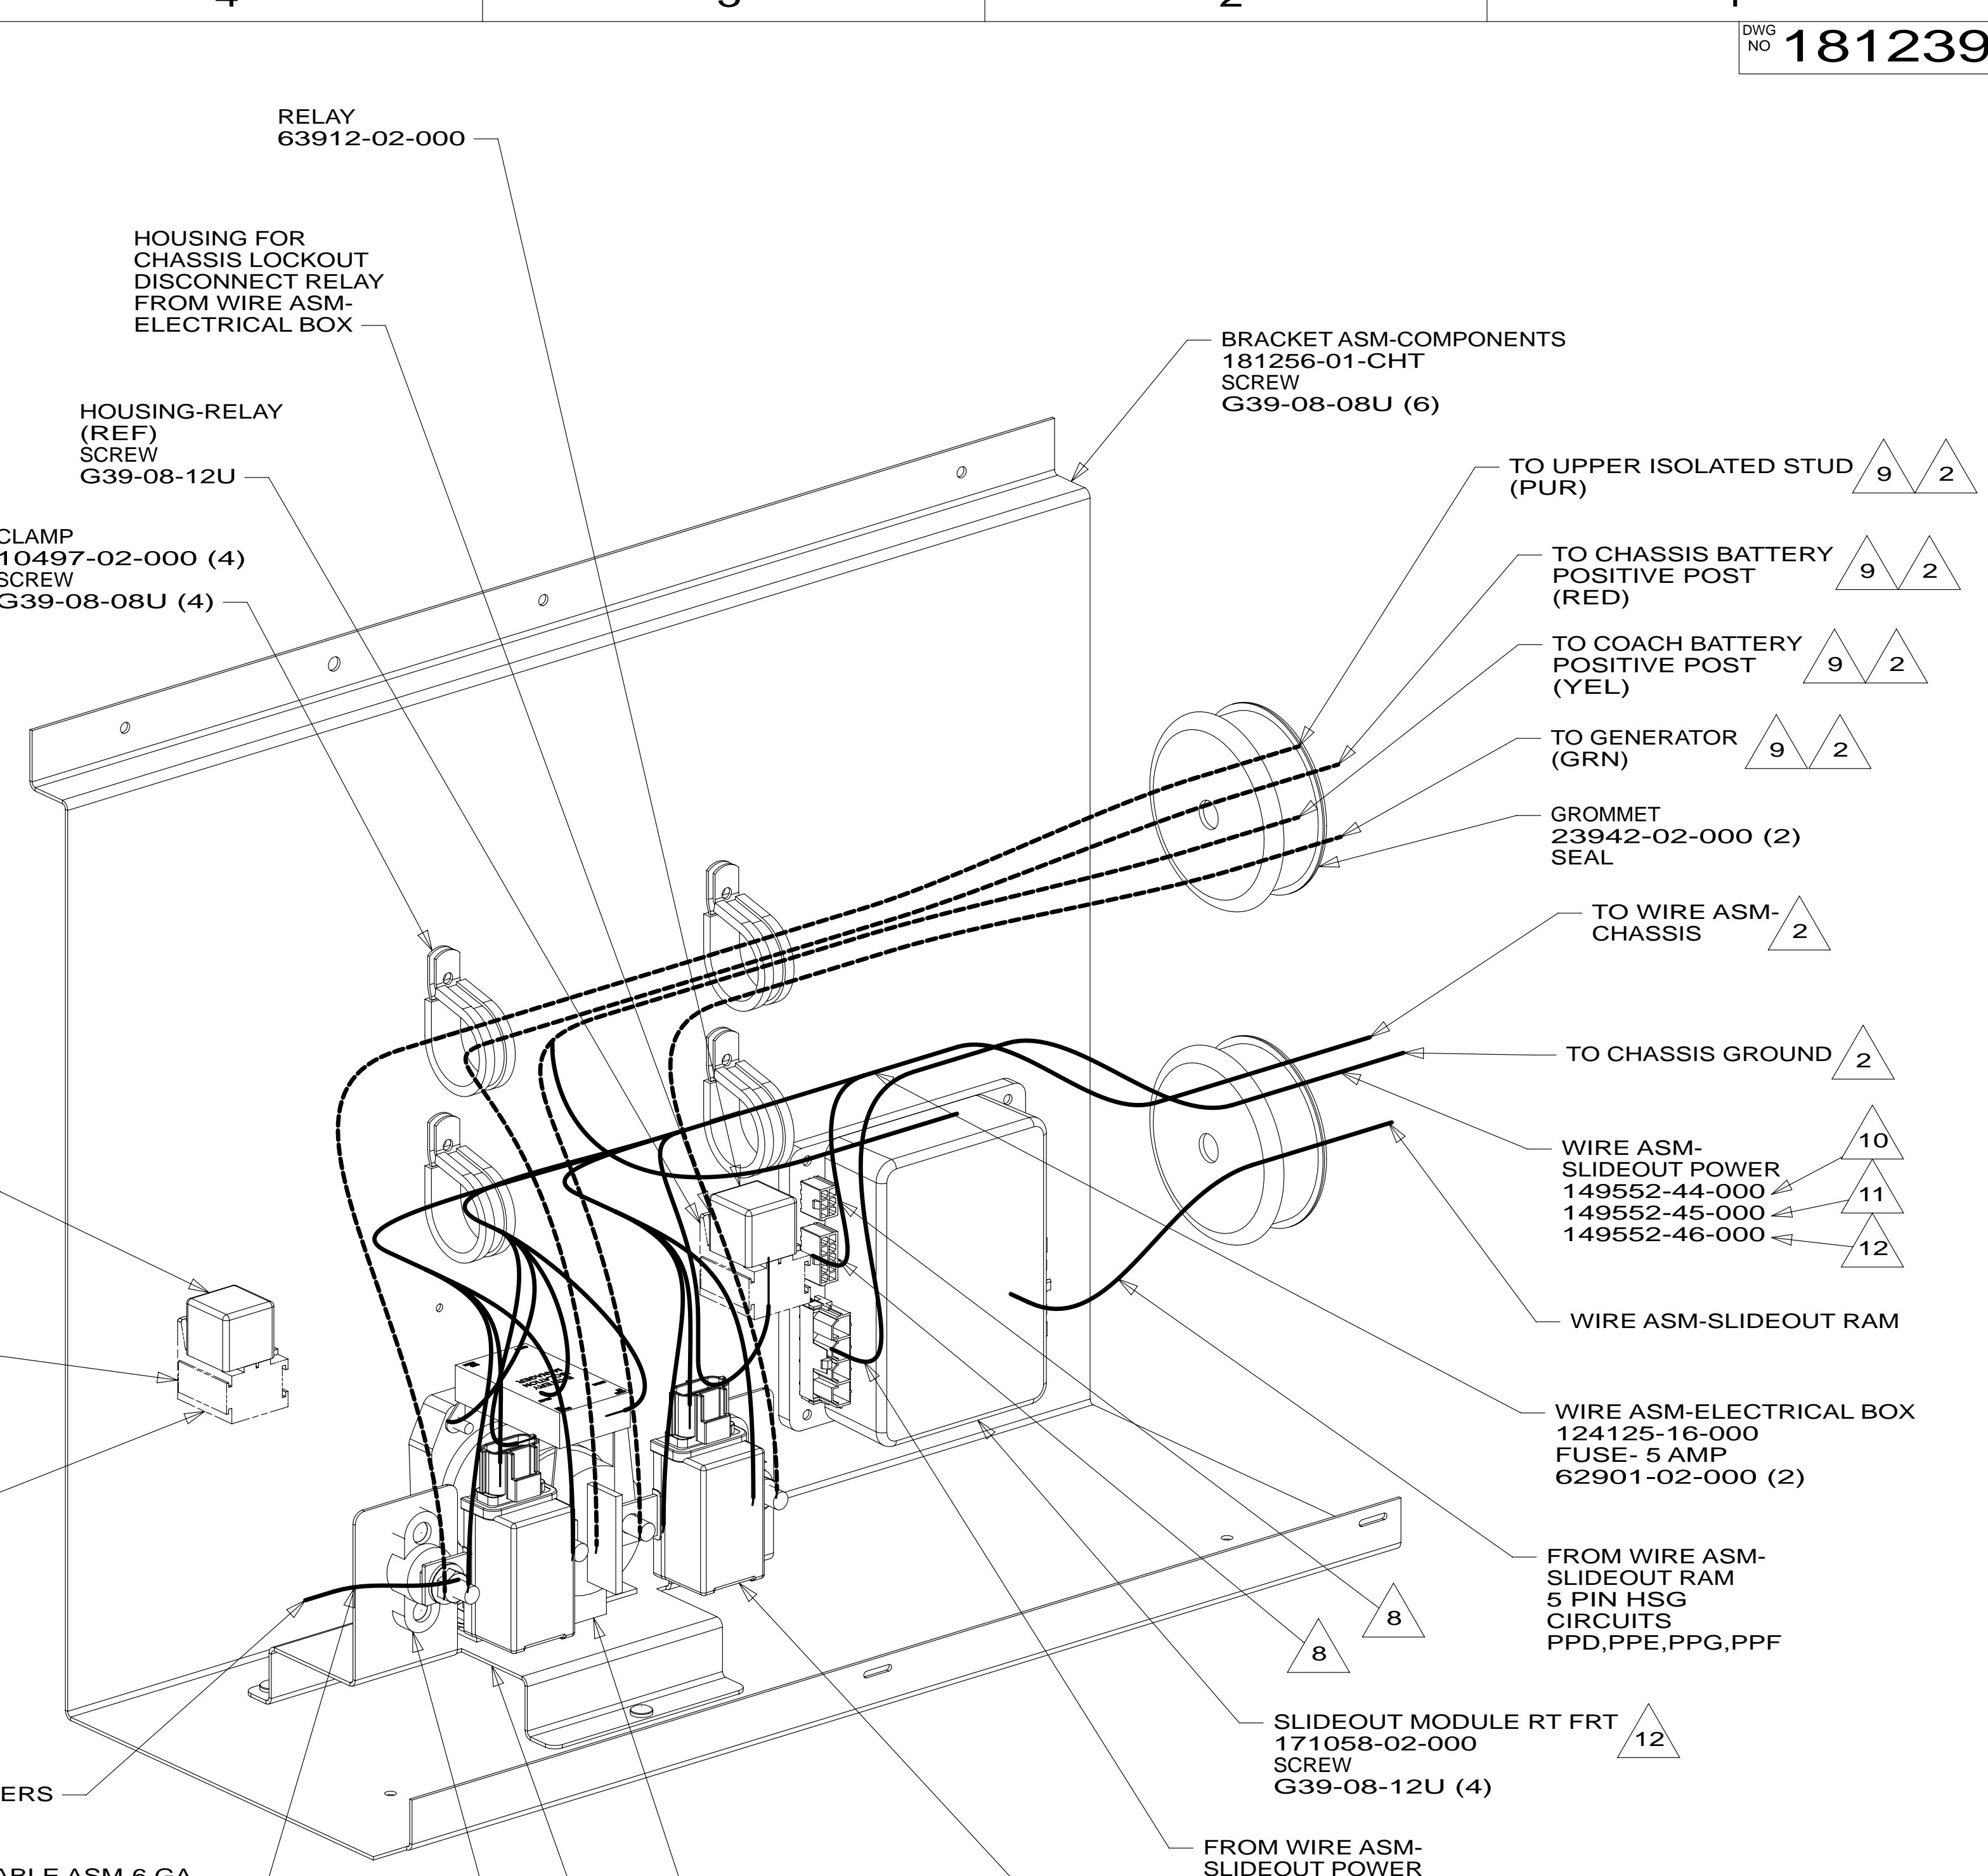 DWG
NO 181239
RELAY
63912-02-000
HOUSING FOR
CHASSIS LOCKOUT
DISCONNECT RELAY
FROM WIRE ASM-
ELECTRICAL BOX
BRACKET ASM-COMPONENTS
181256-01-CHT
SCREW
G39-08-08U (6)
HOUSING-RELAY
(REF)
SCREW
G39-08-12U
CLAMP
10497-02-000 (4)
SCREW
G39-08-08U (4)
TO UPPER ISOLATED STUD 9 2
(PUR)
TO CHASSIS BATTERY 9 2
POSITIVE POST
(RED)
TO COACH BATTERY 9 2
POSITIVE POST
(YEL)
TO GENERATOR 9 2
(GRN)
GROMMET
23942-02-000 (2)
SEAL
TO WIRE ASM- 2
CHASSIS
TO CHASSIS GROUND 2
WIRE ASM-
SLIDEOUT POWER
149552-44-000 10
149552-45-000 11
149552-46-000 12
WIRE ASM-SLIDEOUT RAM
WIRE ASM-ELECTRICAL BOX
124125-16-000
FUSE- 5 AMP
62901-02-000 (2)
FROM WIRE ASM-
SLIDEOUT RAM
5 PIN HSG
CIRCUITS
PPD,PPE,PPG,PPF
8
8
SLIDEOUT MODULE RT FRT 12
171058-02-000
SCREW
G39-08-12U (4)
ERS
ABLE ASM-6 GA
FROM WIRE ASM-
SLIDEOUT POWER